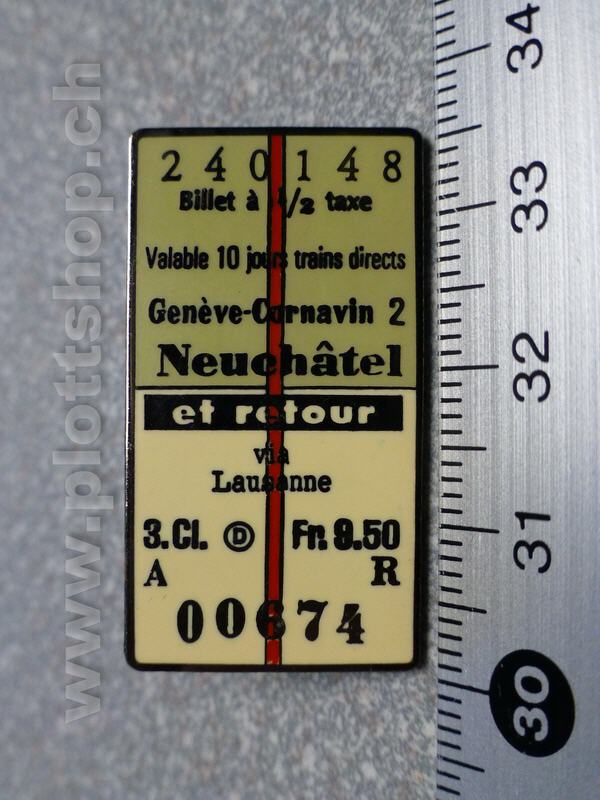 240148
Billet à 1/2 taxe
Valable 10 jours trains directs
Genève-Cornavin 2
Neuchâtel
et retour
via
Lausanne
3.Cl. D Fr. 9.50
A R
00674
www.plottshop.ch
34
33
32
31
30